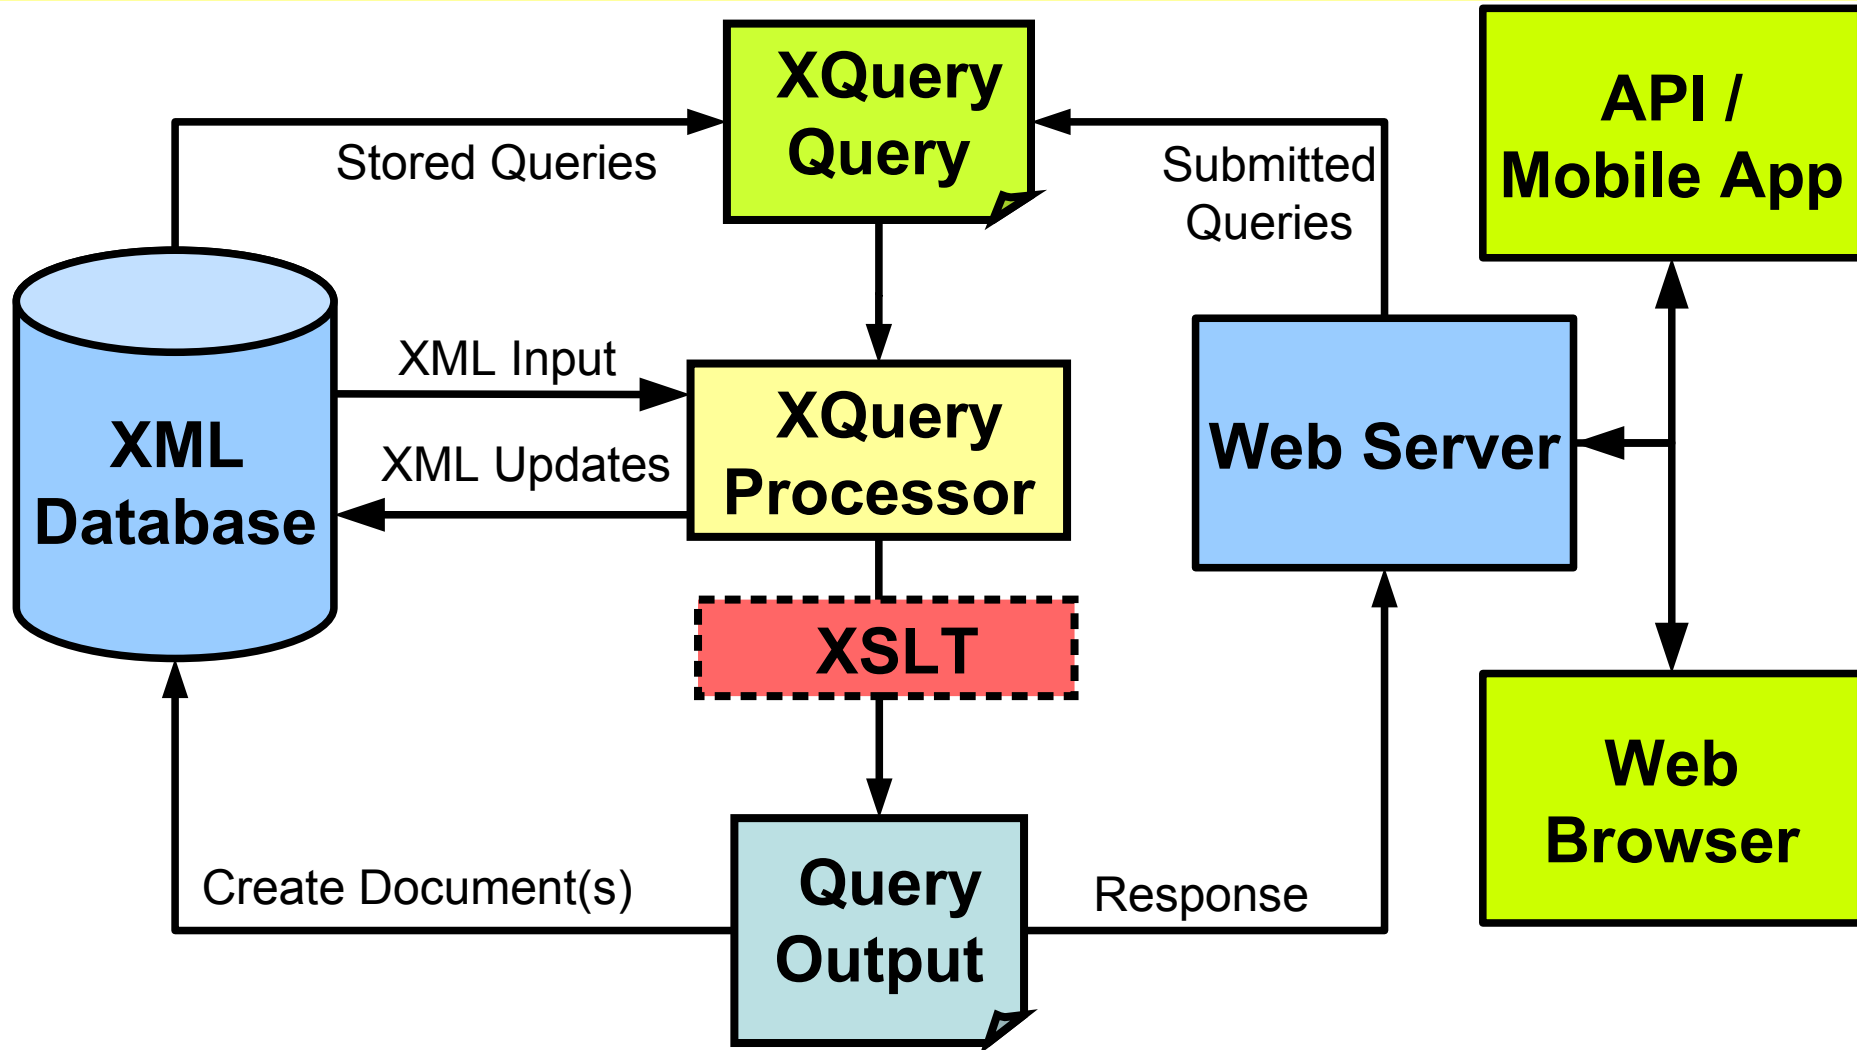 XQuery
Query
API /
Mobile App
Stored Queries
Submitted
Queries
XML Input
XML Updates
XML
Database
XQuery
Processor
Web Server
XSLT
Web
Browser
Create Document(s)
Query
Output
Response